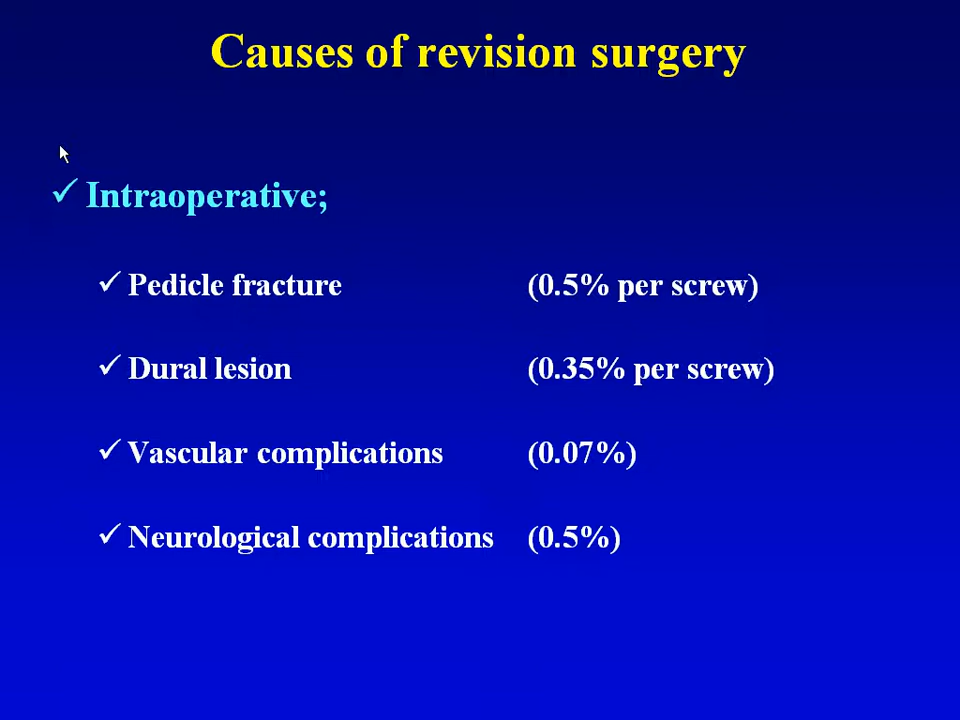 Causes of revision surgery
✓ Intraoperative;
✓ Pedicle fracture (0.5% per screw)
✓ Dural lesion (0.35% per screw)
✓ Vascular complications (0.07%)
✓ Neurological complications (0.5%)